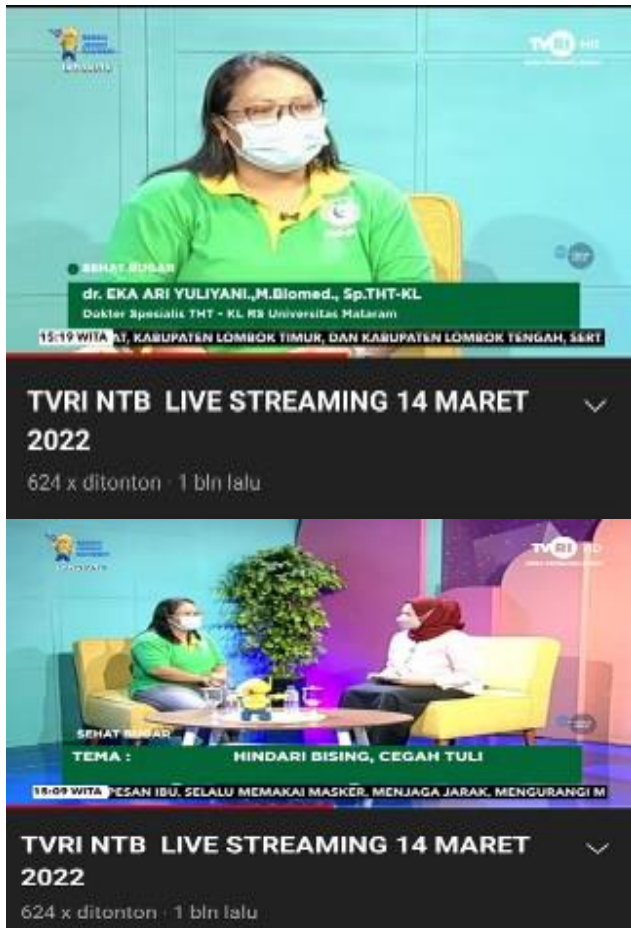 TVRI HD
SEHAT BUGAR
dr. EKA ARI YULIYANI.,M.Biomed., Sp.THT-KL
Dokter Spesialis THT - KL RS Universitas Mataram
15:19 WITA AT, KABUPATEN LOMBOK TIMUR, DAN KABUPATEN LOMBOK TENGAH, SERT
TVRI NTB LIVE STREAMING 14 MARET
2022
624 x ditonton · 1 bln lalu
TVRI HD
SEHAT BUGAR
TEMA : HINDARI BISING, CEGAH TULI
15:09 WITA PESAN IBU, SELALU MEMAKAI MASKER, MENJAGA JARAK, MENGURANGI M
TVRI NTB LIVE STREAMING 14 MARET
2022
624 x ditonton · 1 bln lalu